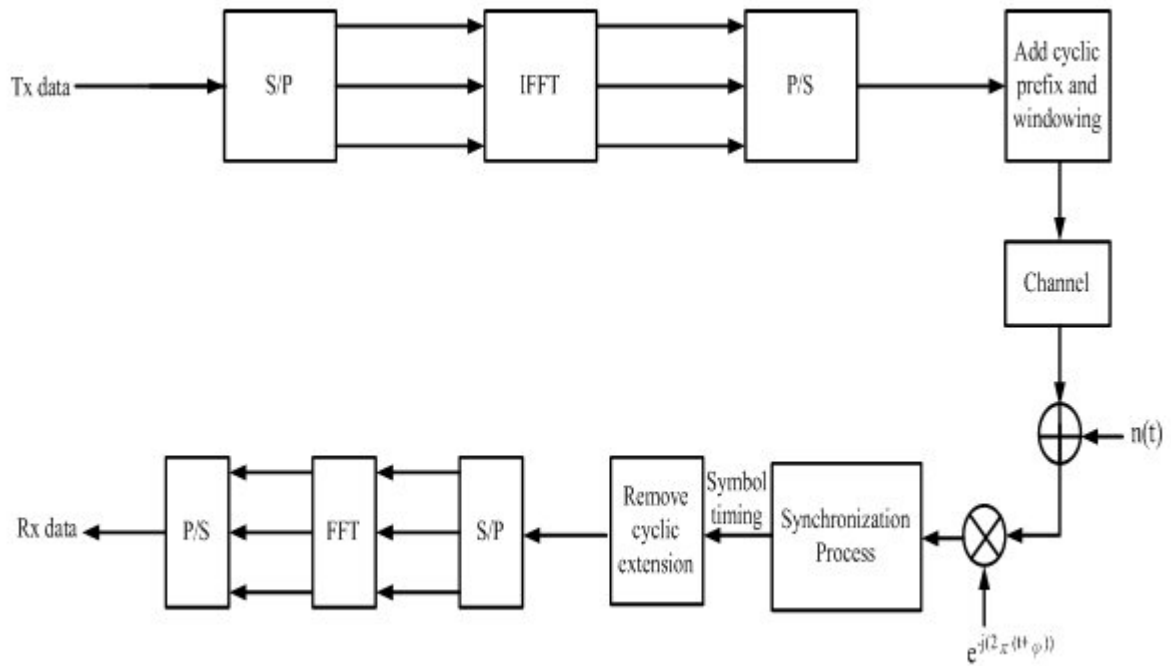 Tx data
S/P
IFFT
P/S
Add cyclic
prefix and
windowing
Channel
n(t)
Rx data
P/S
FFT
S/P
Remove
cyclic
extension
Symbol
timing
Synchronization
Process
e^-j(2π(t+φ))